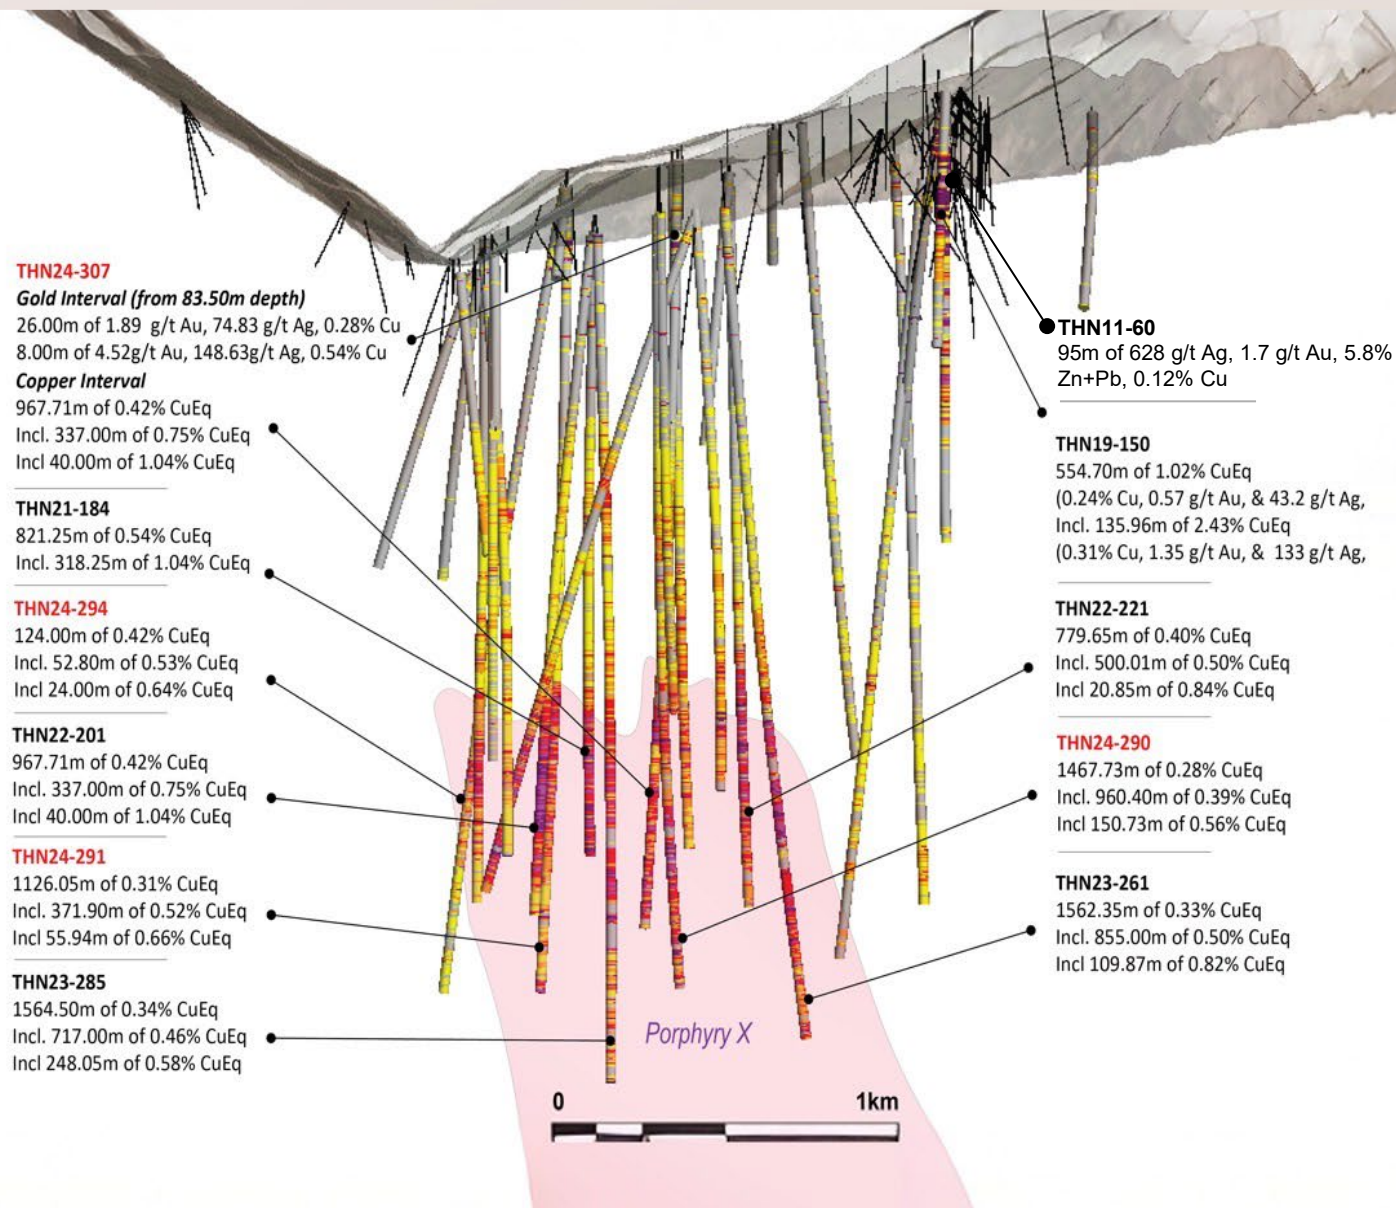 THN24-307
Gold Interval (from 83.50m depth)
26.00m of 1.89 g/t Au, 74.83 g/t Ag, 0.28% Cu
8.00m of 4.52g/t Au, 148.63g/t Ag, 0.54% Cu
Copper Interval
967.71m of 0.42% CuEq
Incl. 337.00m of 0.75% CuEq
Incl 40.00m of 1.04% CuEq
THN21-184
821.25m of 0.54% CuEq
Incl. 318.25m of 1.04% CuEq
THN24-294
124.00m of 0.42% CuEq
Incl. 52.80m of 0.53% CuEq
Incl 24.00m of 0.64% CuEq
THN22-201
967.71m of 0.42% CuEq
Incl. 337.00m of 0.75% CuEq
Incl 40.00m of 1.04% CuEq
THN24-291
1126.05m of 0.31% CuEq
Incl. 371.90m of 0.52% CuEq
Incl 55.94m of 0.66% CuEq
THN23-285
1564.50m of 0.34% CuEq
Incl. 717.00m of 0.46% CuEq
Incl 248.05m of 0.58% CuEq
THN11-60
95m of 628 g/t Ag, 1.7 g/t Au, 5.8%
Zn+Pb, 0.12% Cu
THN19-150
554.70m of 1.02% CuEq
(0.24% Cu, 0.57 g/t Au, & 43.2 g/t Ag,
Incl. 135.96m of 2.43% CuEq
(0.31% Cu, 1.35 g/t Au, & 133 g/t Ag,
THN22-221
779.65m of 0.40% CuEq
Incl. 500.01m of 0.50% CuEq
Incl 20.85m of 0.84% CuEq
THN24-290
1467.73m of 0.28% CuEq
Incl. 960.40m of 0.39% CuEq
Incl 150.73m of 0.56% CuEq
THN23-261
1562.35m of 0.33% CuEq
Incl. 855.00m of 0.50% CuEq
Incl 109.87m of 0.82% CuEq
Porphyry X
0 1km